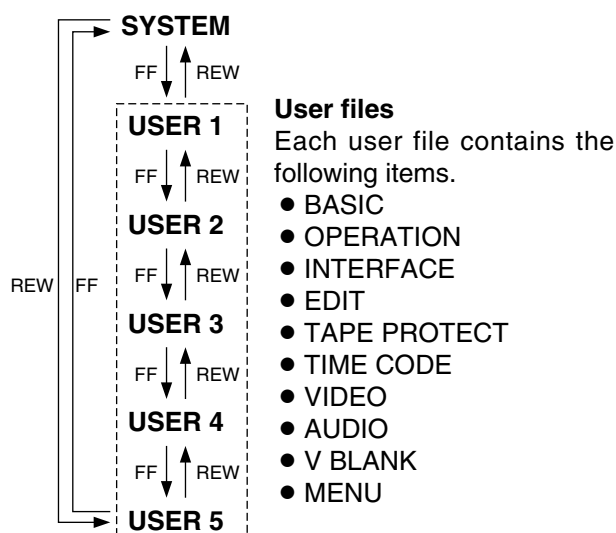 SYSTEM
FF REW
USER 1
FF REW
USER 2
FF REW
USER 3
FF REW
USER 4
FF REW
USER 5
REW FF
User files
Each user file contains the
following items.
● BASIC
● OPERATION
● INTERFACE
● EDIT
● TAPE PROTECT
● TIME CODE
● VIDEO
● AUDIO
● V BLANK
● MENU